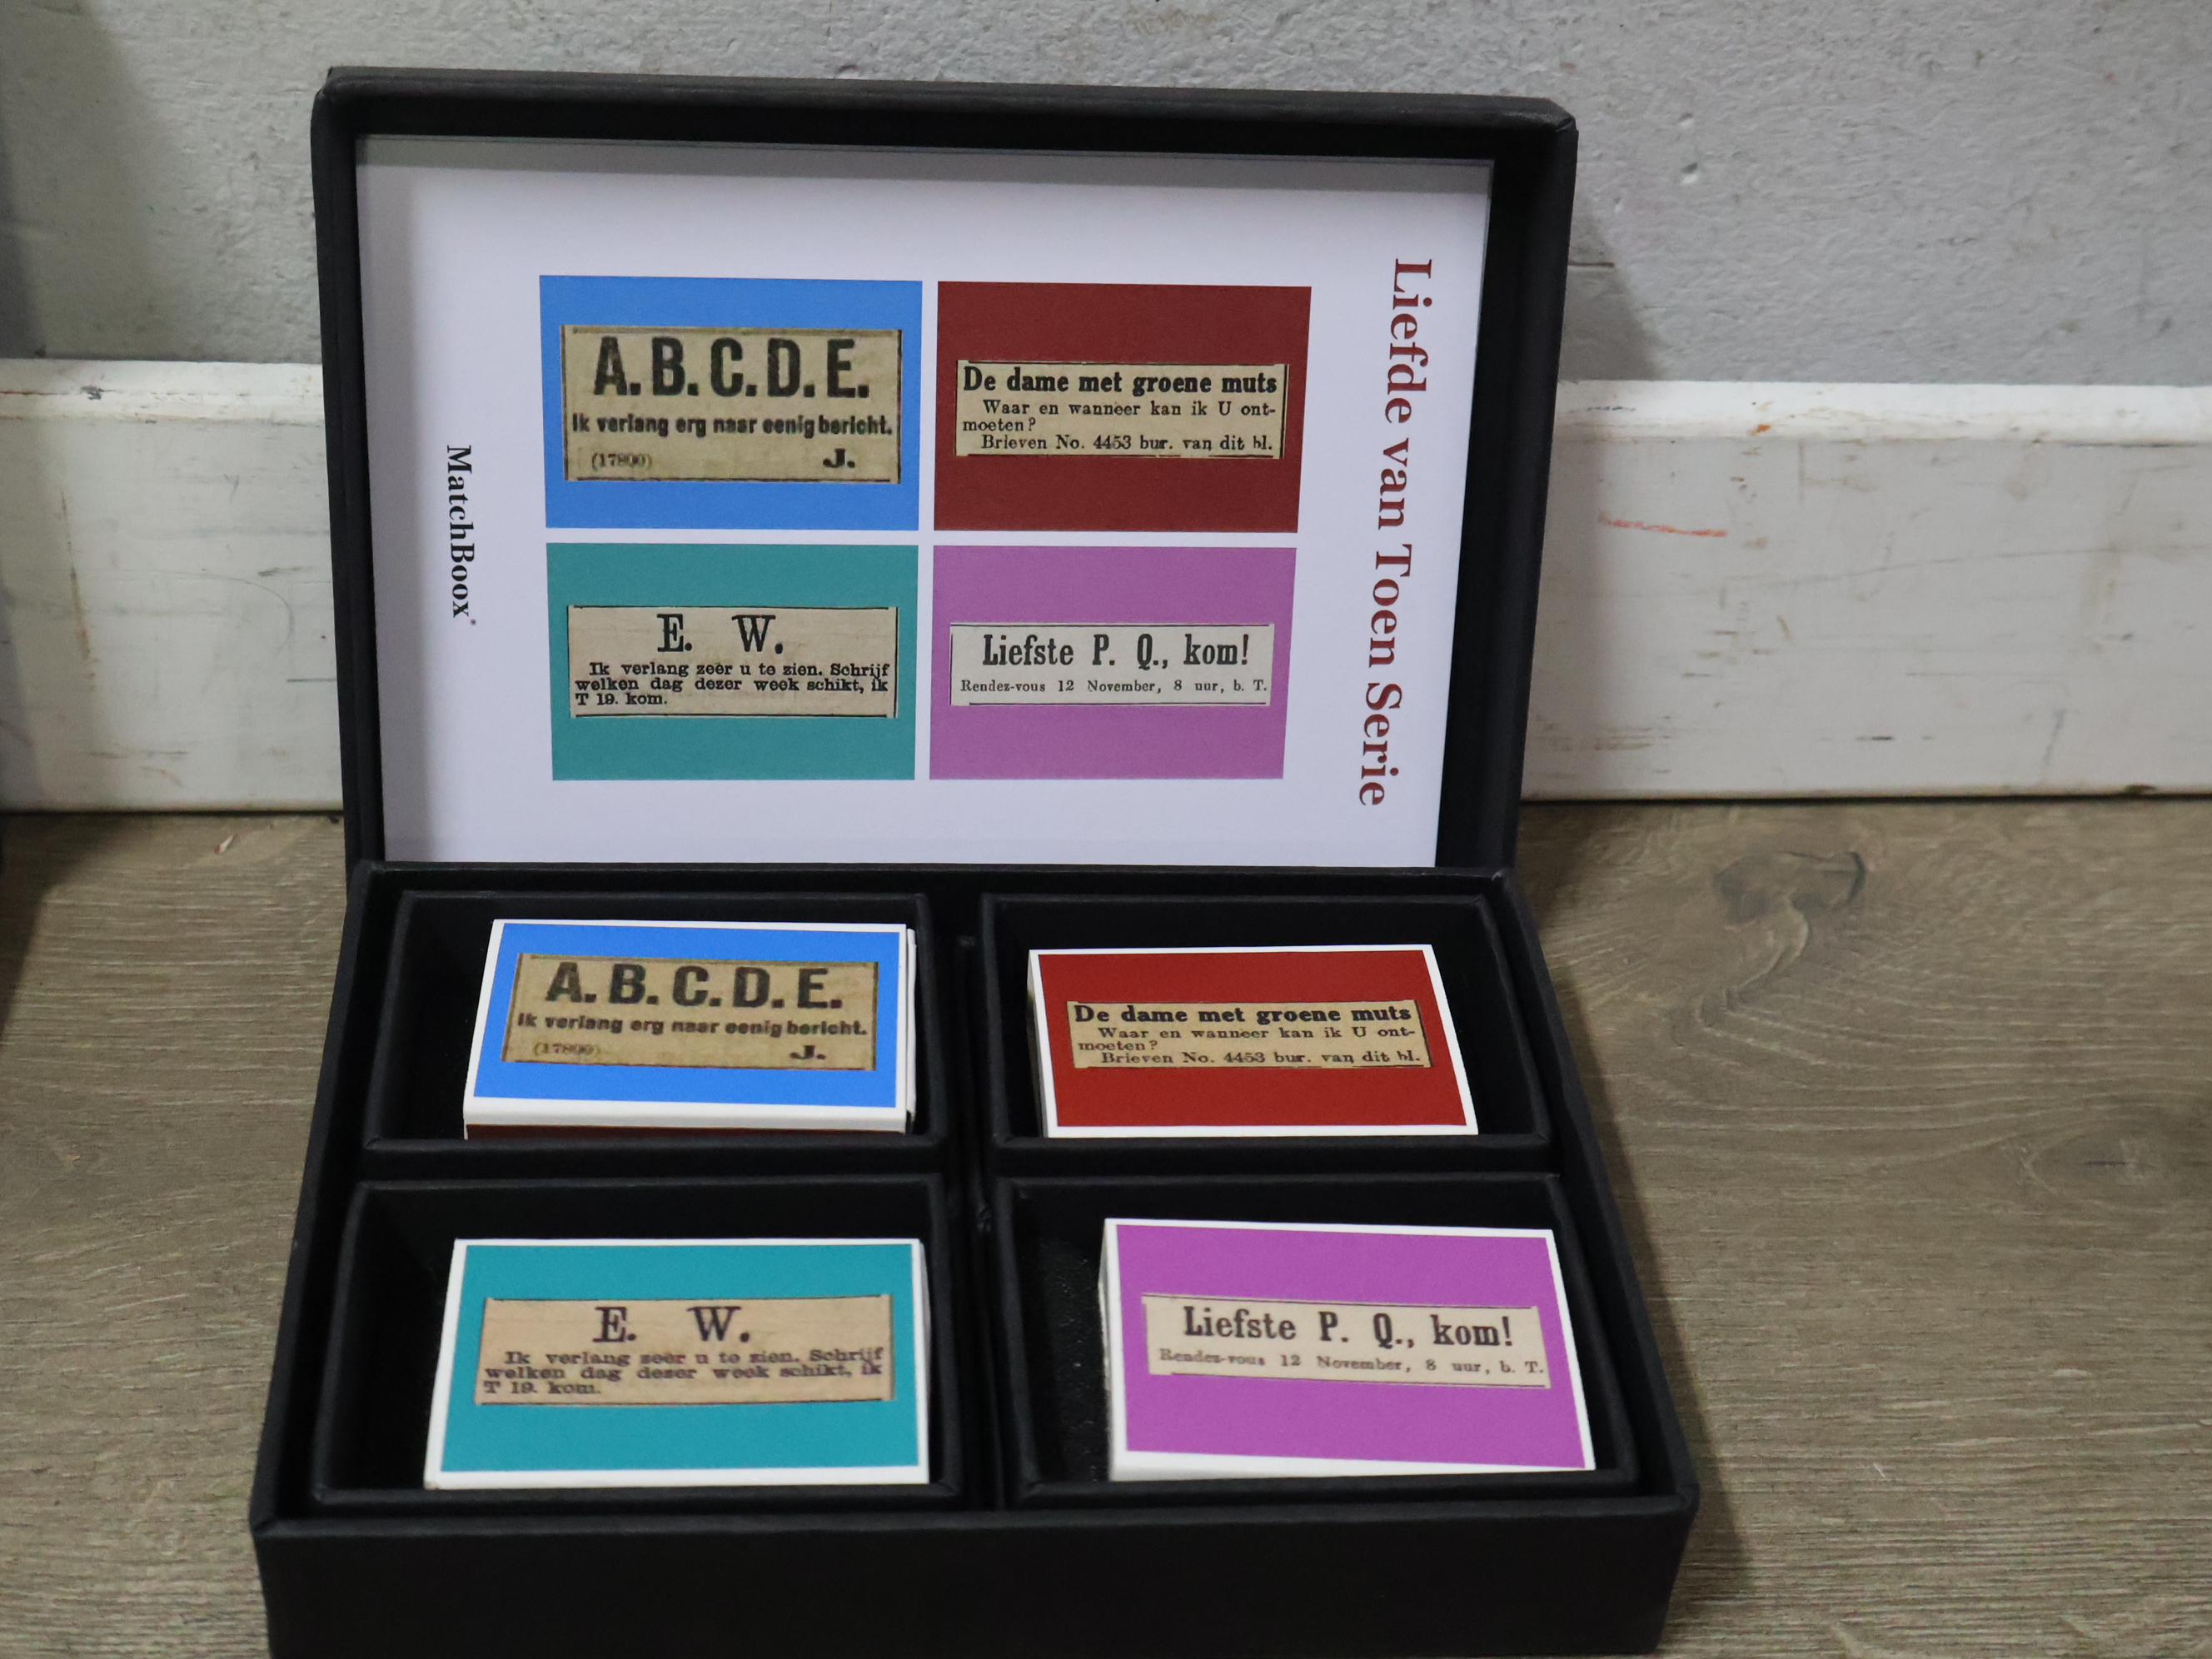 Liefde van Toen Serie
A.B.C.D.E.
Ik verlang erg naar eenig bericht.
(17800) J.
De dame met groene muts
Waar en wanneer kan ik U ont-
moeten?
Brieven No. 4453 bur. van dit bl.
E. W.
Ik verlang zeer u te zien. Schrijf
welken dag dezer week schikt, ik
T 19. kom.
Liefste P. Q., kom!
Rendez-vous 12 November, 8 uur, b. T.
MatchBoox
A.B.C.D.E.
Ik verlang erg naar eenig bericht.
(17800) J.
De dame met groene muts
Waar en wanneer kan ik U ont-
moeten?
Brieven No. 4453 bur. van dit bl.
E. W.
Ik verlang zeer u te zien. Schrijf
welken dag dezer week schikt, ik
T 19. kom.
Liefste P. Q., kom!
Rendez-vous 12 November, 8 uur, b. T.